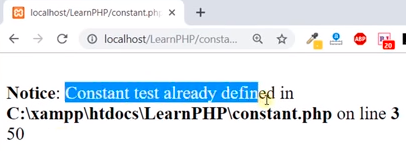 localhost/LearnPHP/constant.php
localhost/LearnPHP/consta...
ABP
20
Notice: Constant test already defined in
C:\xampp\htdocs\LearnPHP\constant.php on line 3
50